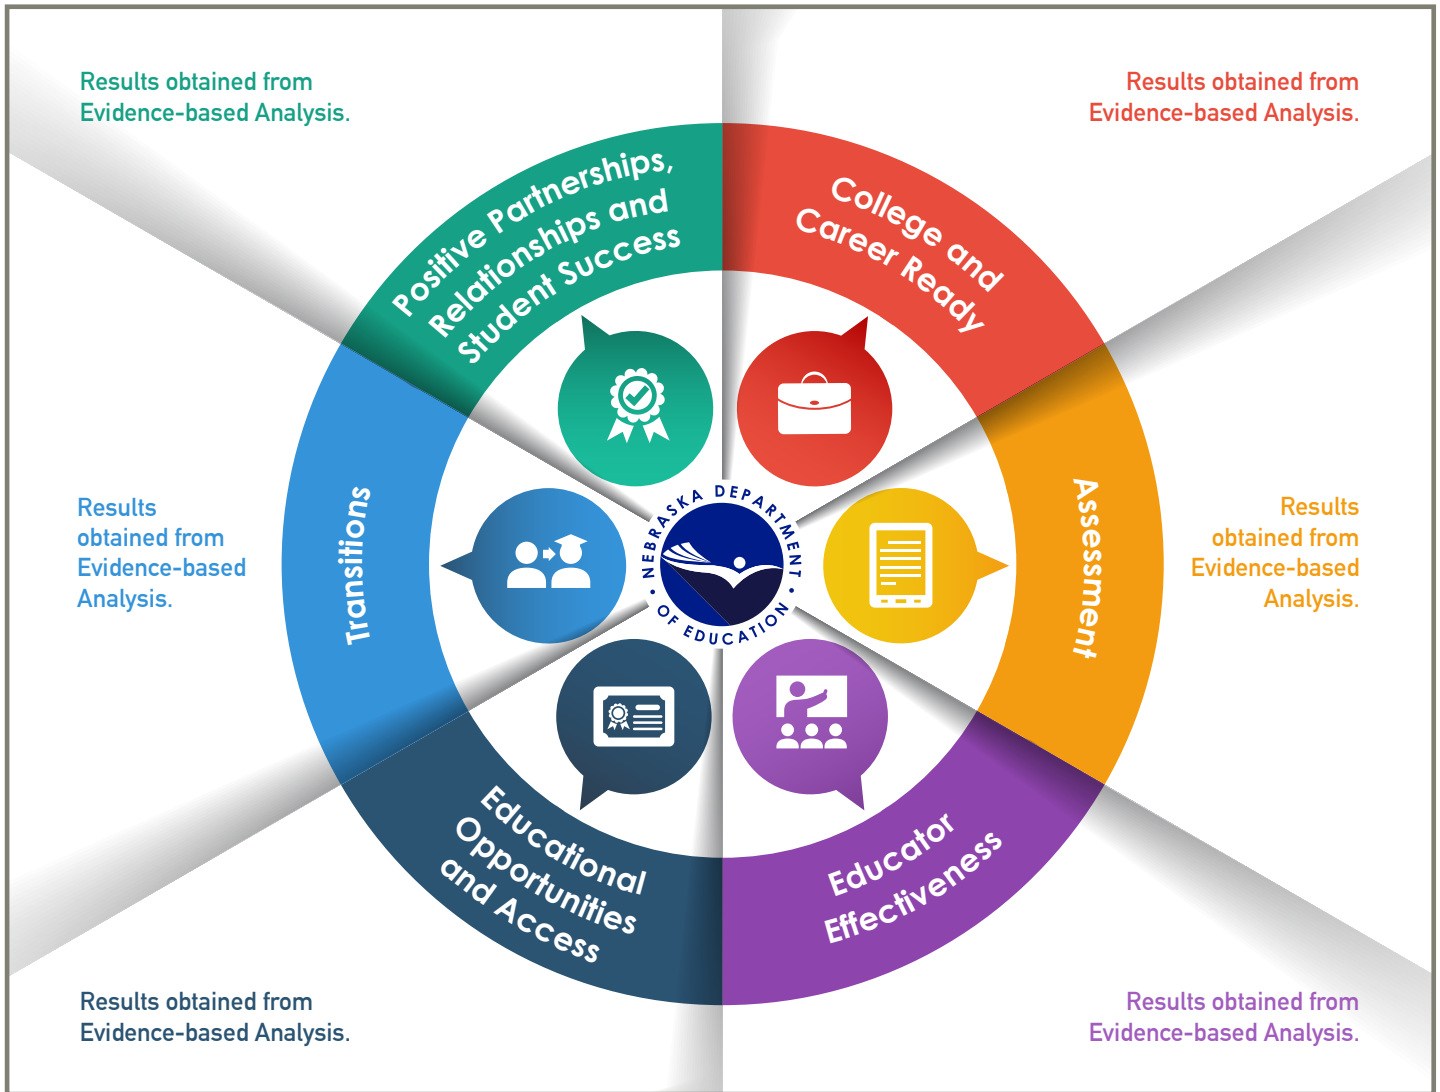 Results obtained from
Evidence-based Analysis.
Results obtained from
Evidence-based Analysis.
Positive Partnerships,
Relationships and
Student Success
College and
Career Ready
Transitions
Assessment
Results
obtained from
Evidence-based
Analysis.
Results
obtained from
Evidence-based
Analysis.
• NEBRASKA DEPARTMENT •
OF EDUCATION
Educational
Opportunities
and Access
Educator
Effectiveness
Results obtained from
Evidence-based Analysis.
Results obtained from
Evidence-based Analysis.